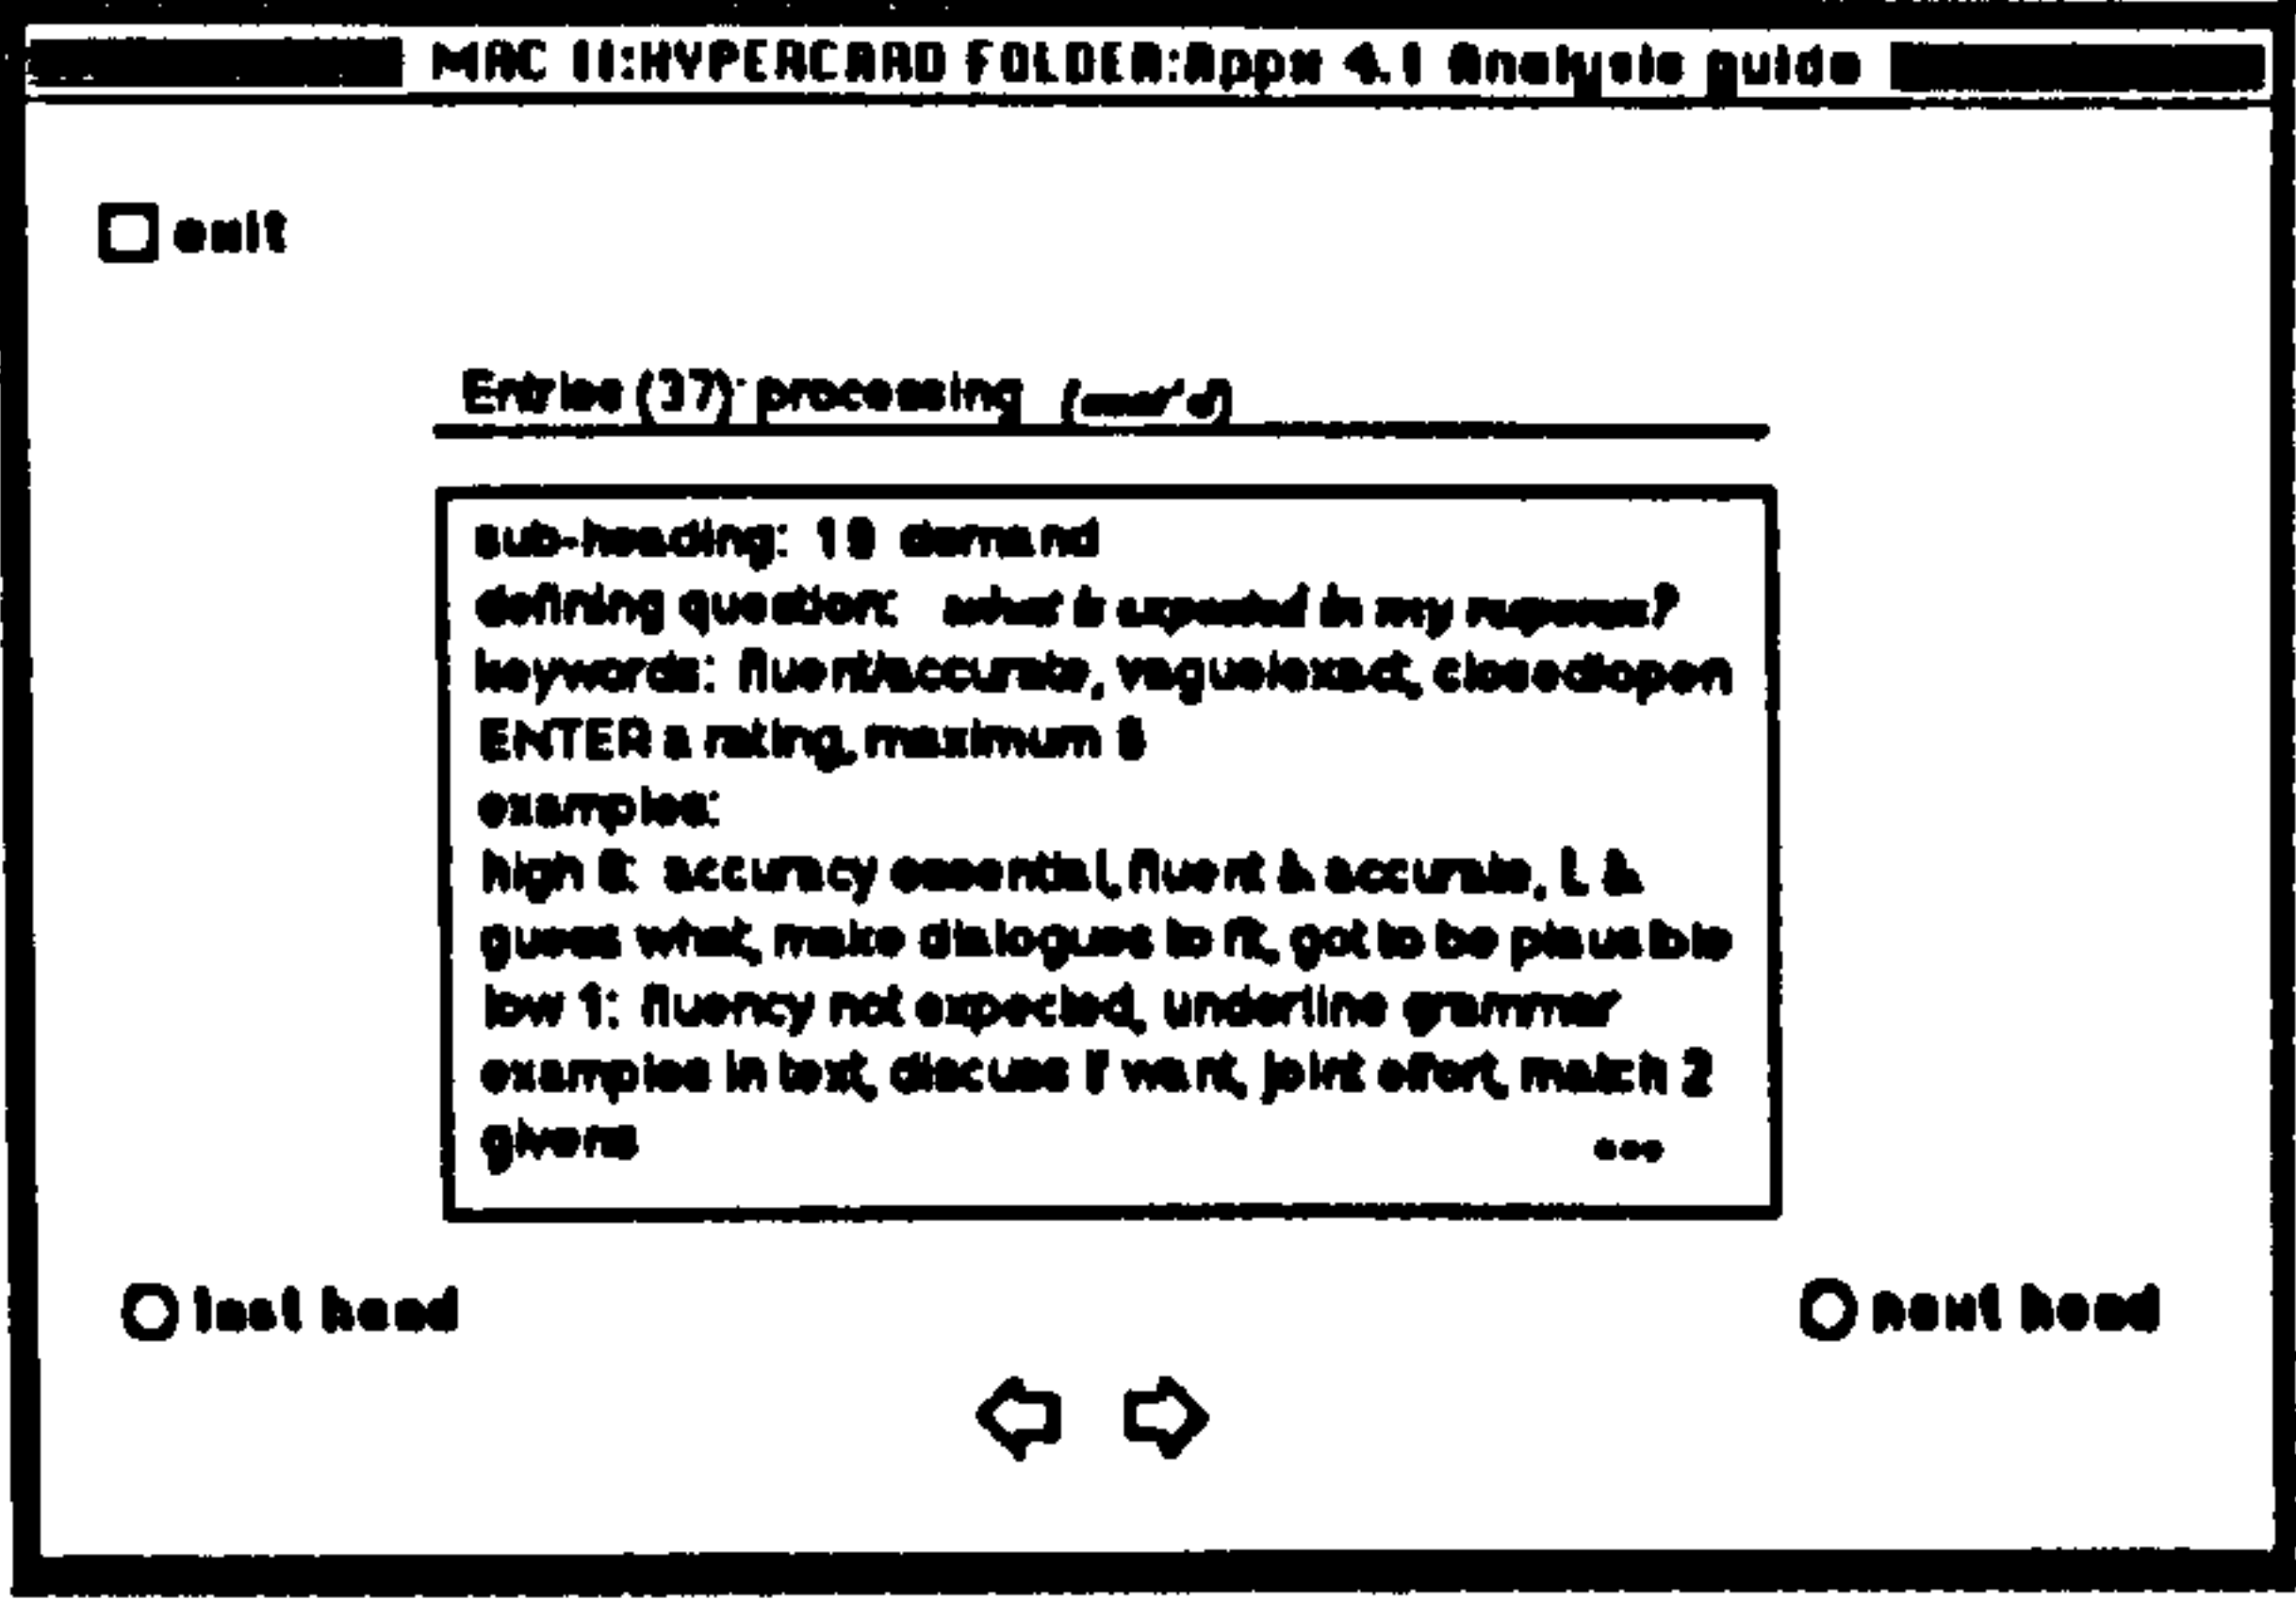 MAC II:HYPERCARD FOLDER:Appx 4.1 Analysis guide
exit
Entries (37): processing (cont'd)
sub-heading: demand
defining question: what is expected in my response?
keywords: fluent/accurate, vague/exact, closed/open
ENTER a rating, maximum
examples:
high accuracy essential, fluent & accurate, L &
guess what, make dialogues to fit, got to be plausible
low 1: fluency not expected, underline grammar
examples in text, discuss if want, joint effort, match 2
givens ...
last head
next head